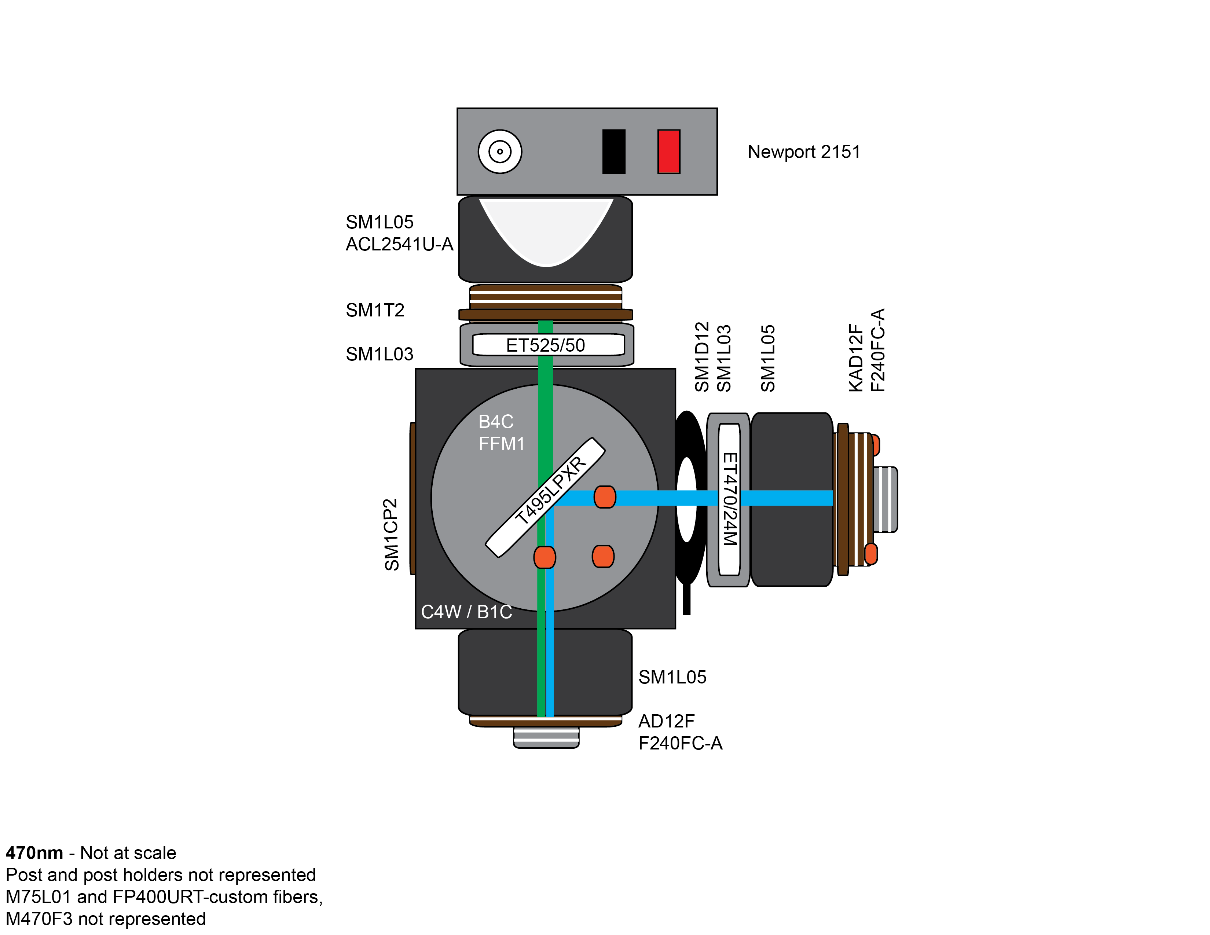 Newport 2151
SM1L05
ACL2541U-A
SM1T2
SM1L03
ET525/50
SM1D12
SM1L03
SM1L05
KAD12F
F240FC-A
B4C
FFM1
T495LPXR
ET470/24M
SM1CP2
C4W / B1C
SM1L05
AD12F
F240FC-A
470nm - Not at scale
Post and post holders not represented
M75L01 and FP400URT-custom fibers,
M470F3 not represented